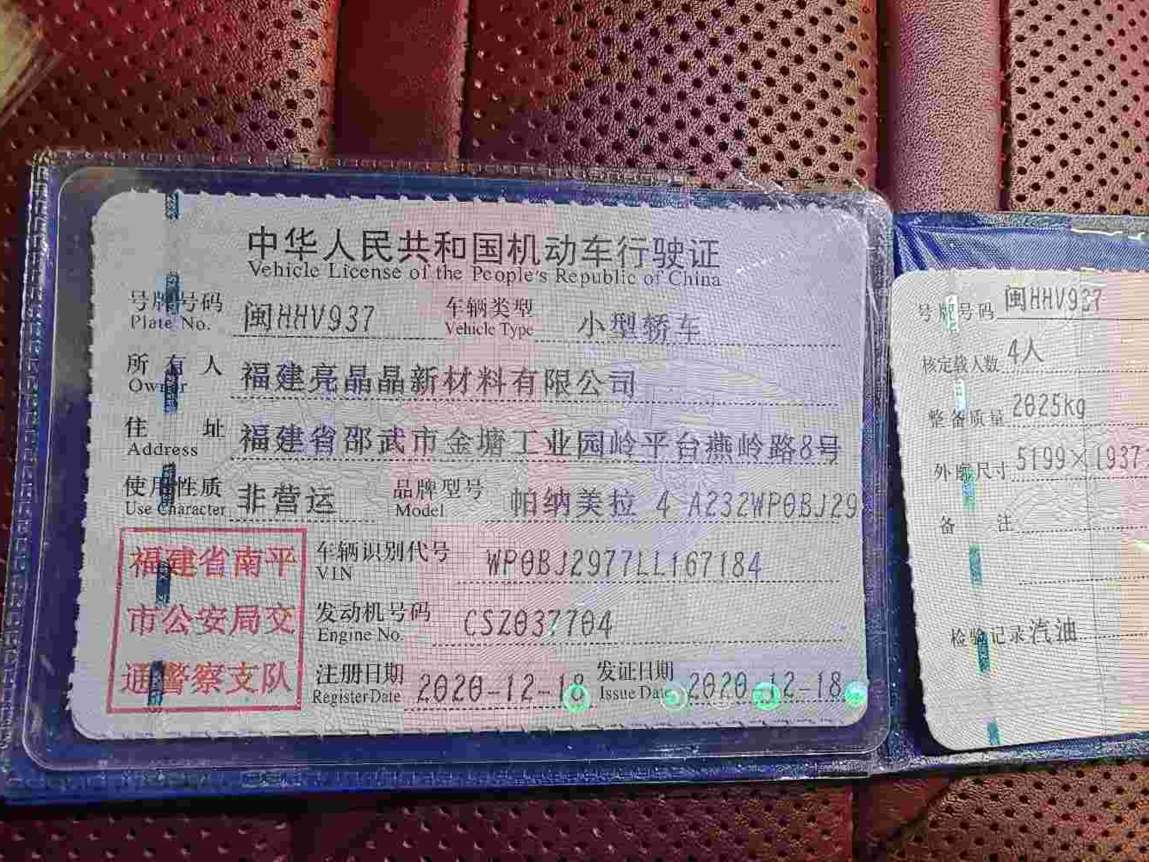 中华人民共和国机动车行驶证
Vehicle License of the People's Republic of China
号牌号码 闽HHV937 车辆类型 小型轿车
Plate No. Vehicle Type
所有人 福建亮晶晶新材料有限公司
Owner
住址 福建省邵武市金塘工业园岭平台燕岭路8号
Address
使用性质 非营运 品牌型号 帕纳美拉 4 A232WP0BJ29
Use Character Model
福建省南平
市公安局交
通警察支队
车辆识别代号 WP0BJ2977LL167184
VIN
发动机号码 CSZ037704
Engine No.
注册日期 2020-12-18 发证日期 2020-12-18
Register Date Issue Date
号牌号码 闽HHV937
核定载人数 4人
整备质量 2025kg
外廓尺寸 5199×1937
备注
检验记录 汽油